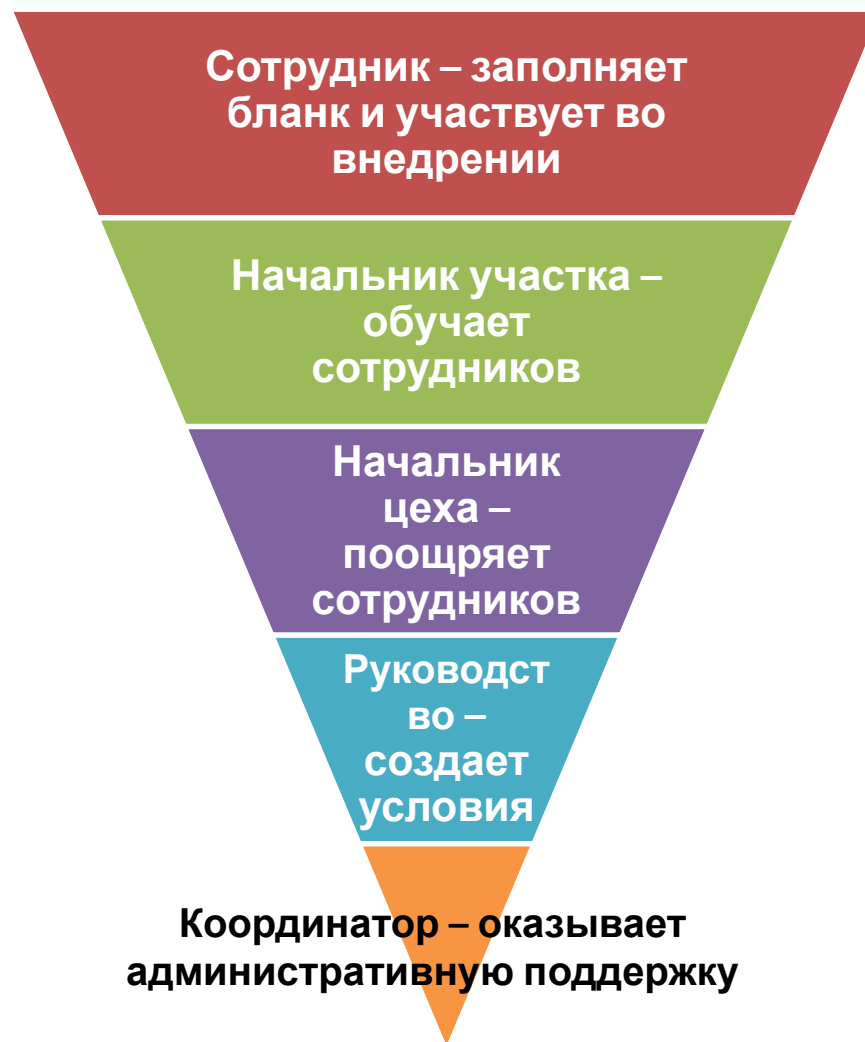 Сотрудник – заполняет
бланк и участвует во
внедрении
Начальник участка –
обучает
сотрудников
Начальник
цеха –
поощряет
сотрудников
Руководст
во –
создает
условия
Координатор – оказывает
административную поддержку